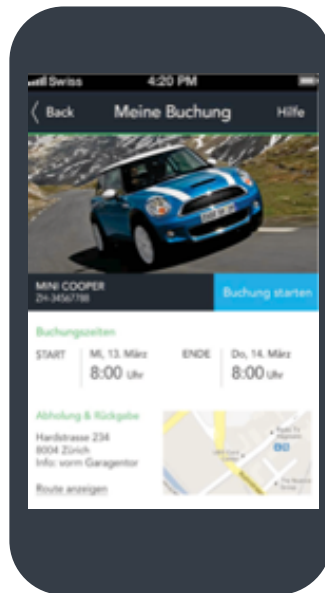 Swiss 4:20 PM
Back Meine Buchung Hilfe
MINI COOPER
ZH-34567788
Buchung starten
Buchungszeiten
START Mi, 13. März ENDE Do, 14. März
8:00 Uhr 8:00 Uhr
Abholung & Rückgabe
Hardstrasse 234
8004 Zürich
Info: vorm Garagentor
Route anzeigen